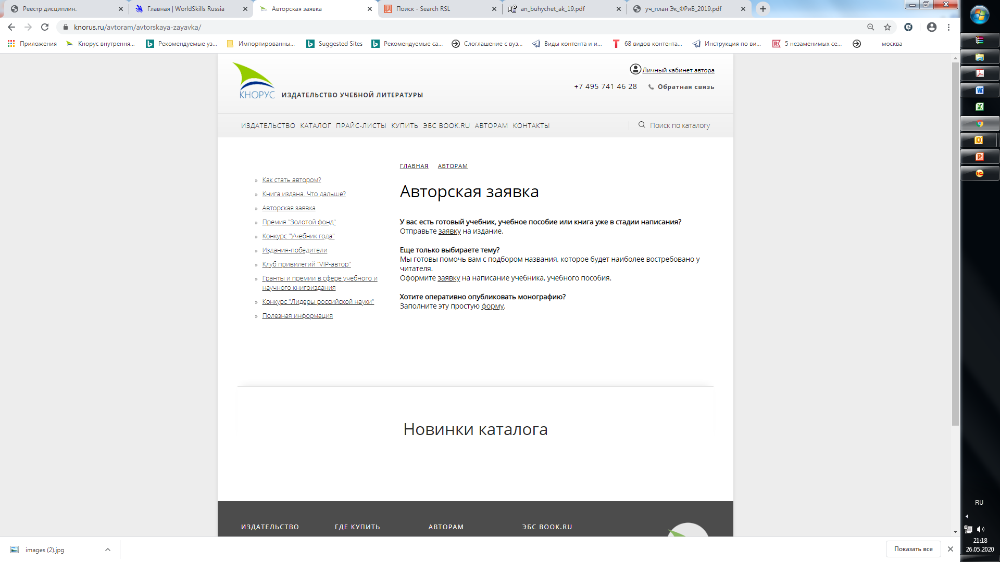 Реестр дисциплин.
Главная | WorldSkills Russia
Авторская заявка
Поиск - Search RSL
an_buhychet_ak_19.pdf
уч_план Эк_ФРиБ_2019.pdf
knorus.ru/avtoram/avtorskaya-zayavka/
Приложения
Кнорус внутрення...
Рекомендуемые уз...
Импортированны...
Suggested Sites
Рекомендуемые са...
Слоглашение с вуз...
Виды контента и и...
68 видов контента...
Инструкция по ви...
5 незаменимых се...
москва
Личный кабинет автора
КНОРУС
ИЗДАТЕЛЬСТВО УЧЕБНОЙ ЛИТЕРАТУРЫ
+7 495 741 46 28
Обратная связь
ИЗДАТЕЛЬСТВО КАТАЛОГ ПРАЙС-ЛИСТЫ КУПИТЬ ЭБС BOOK.RU АВТОРАМ КОНТАКТЫ
Поиск по каталогу
ГЛАВНАЯ АВТОРАМ
» Как стать автором?
» Книга издана. Что дальше?
» Авторская заявка
» Премия "Золотой фонд"
» Конкурс "Учебник года"
» Издания-победители
» Клуб привилегий "VIP-автор"
» Гранты и премии в сфере учебного и
научного книгоиздания
» Конкурс "Лидеры российской науки"
» Полезная информация
Авторская заявка
У вас есть готовый учебник, учебное пособие или книга уже в стадии написания?
Отправьте заявку на издание.
Еще только выбираете тему?
Мы готовы помочь вам с подбором названия, которое будет наиболее востребовано у
читателя.
Оформите заявку на написание учебника, учебного пособия.
Хотите оперативно опубликовать монографию?
Заполните эту простую форму.
Новинки каталога
ИЗДАТЕЛЬСТВО
ГДЕ КУПИТЬ
АВТОРАМ
ЭБС BOOK.RU
images (2).jpg
Показать все
RU
21:18
26.05.2020